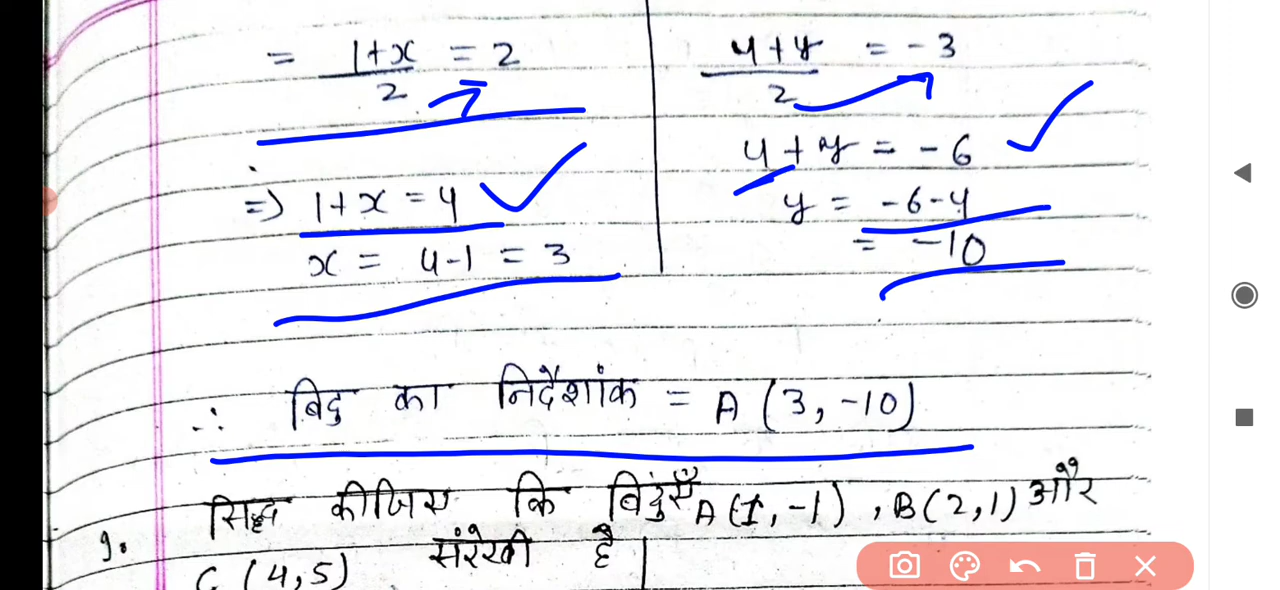 = (1+x)/2 = 2
(4+y)/2 = -3
4+y = -6
=> 1+x = 4
y = -6-4
x = 4-1 = 3
= -10
∴ बिंदु का निर्देशांक = A (3, -10)
9. सिद्ध कीजिए कि बिंदुएँ A (1, -1), B (2, 1) और
C (4, 5) संरेखी है।